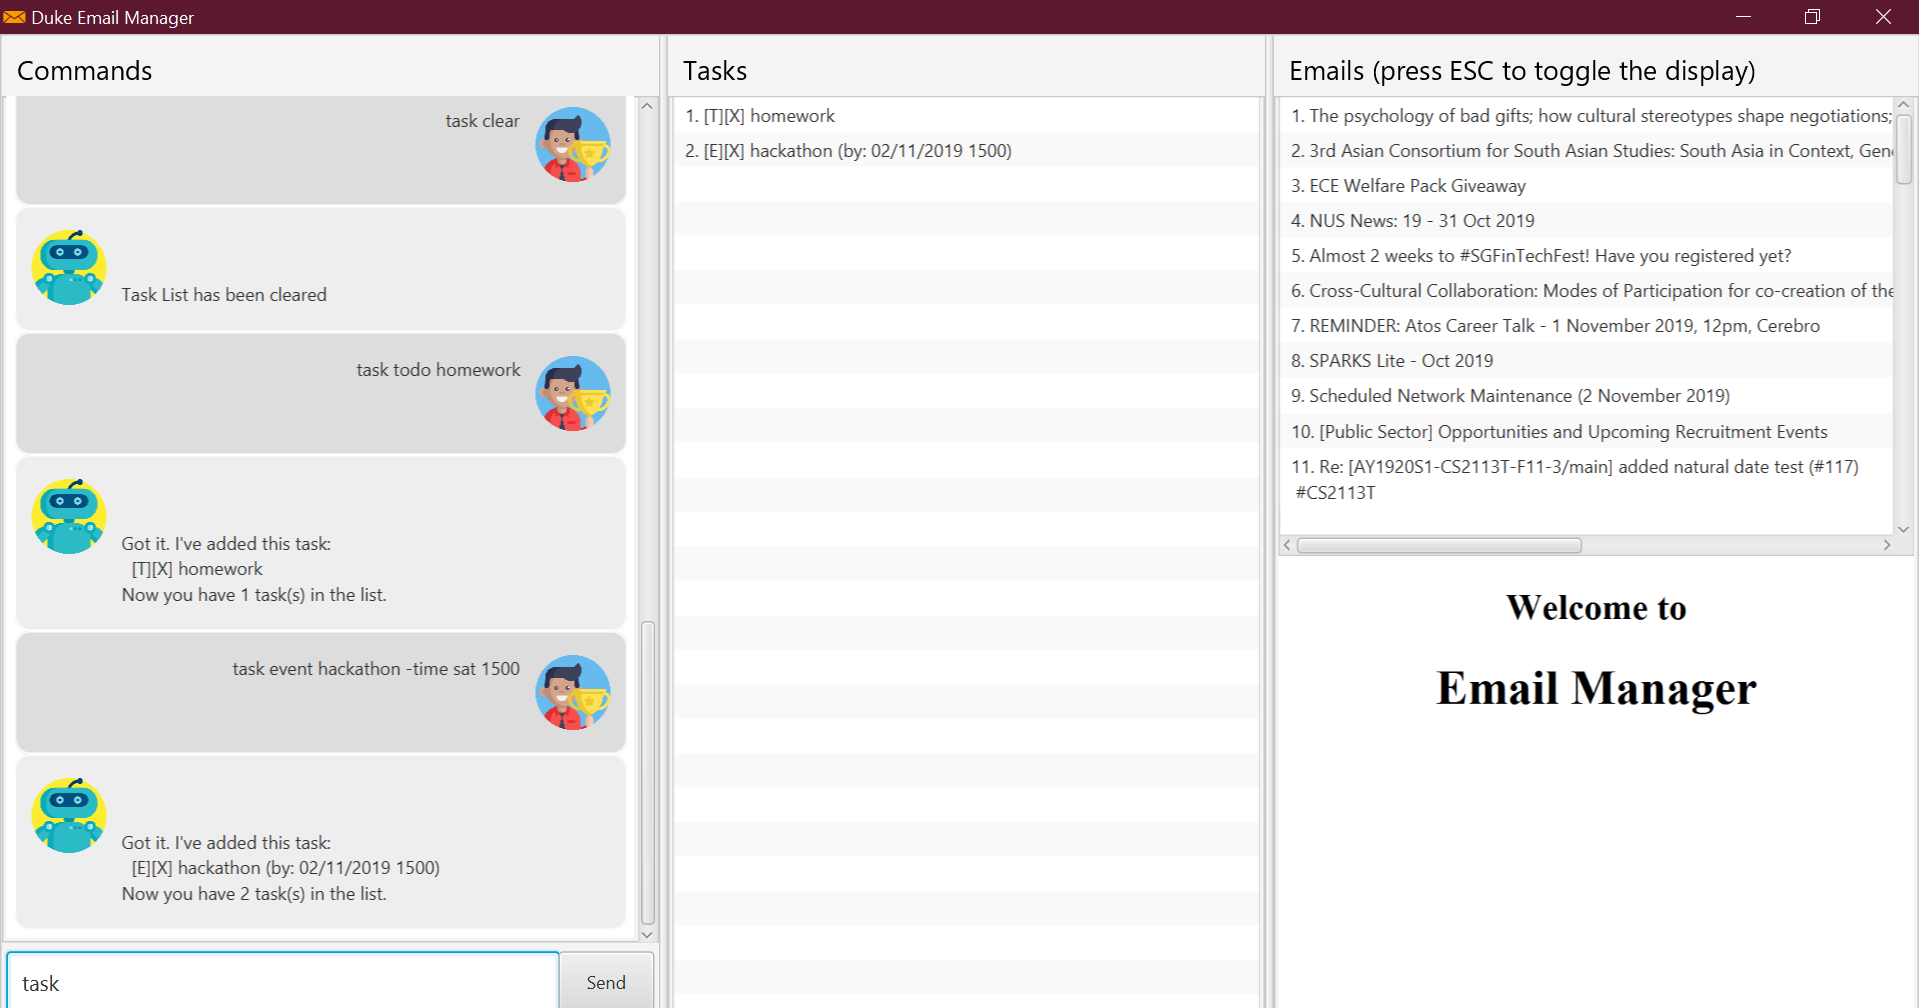 Duke Email Manager
Commands
task clear
Task List has been cleared
task todo homework
Got it. I've added this task:
[T][X] homework
Now you have 1 task(s) in the list.
task event hackathon -time sat 1500
Got it. I've added this task:
[E][X] hackathon (by: 02/11/2019 1500)
Now you have 2 task(s) in the list.
task
Send
Tasks
1. [T][X] homework
2. [E][X] hackathon (by: 02/11/2019 1500)
Emails (press ESC to toggle the display)
1. The psychology of bad gifts; how cultural stereotypes shape negotiations;
2. 3rd Asian Consortium for South Asian Studies: South Asia in Context, Gen
3. ECE Welfare Pack Giveaway
4. NUS News: 19 - 31 Oct 2019
5. Almost 2 weeks to #SGFinTechFest! Have you registered yet?
6. Cross-Cultural Collaboration: Modes of Participation for co-creation of the
7. REMINDER: Atos Career Talk - 1 November 2019, 12pm, Cerebro
8. SPARKS Lite - Oct 2019
9. Scheduled Network Maintenance (2 November 2019)
10. [Public Sector] Opportunities and Upcoming Recruitment Events
11. Re: [AY1920S1-CS2113T-F11-3/main] added natural date test (#117)
#CS2113T
Welcome to
Email Manager